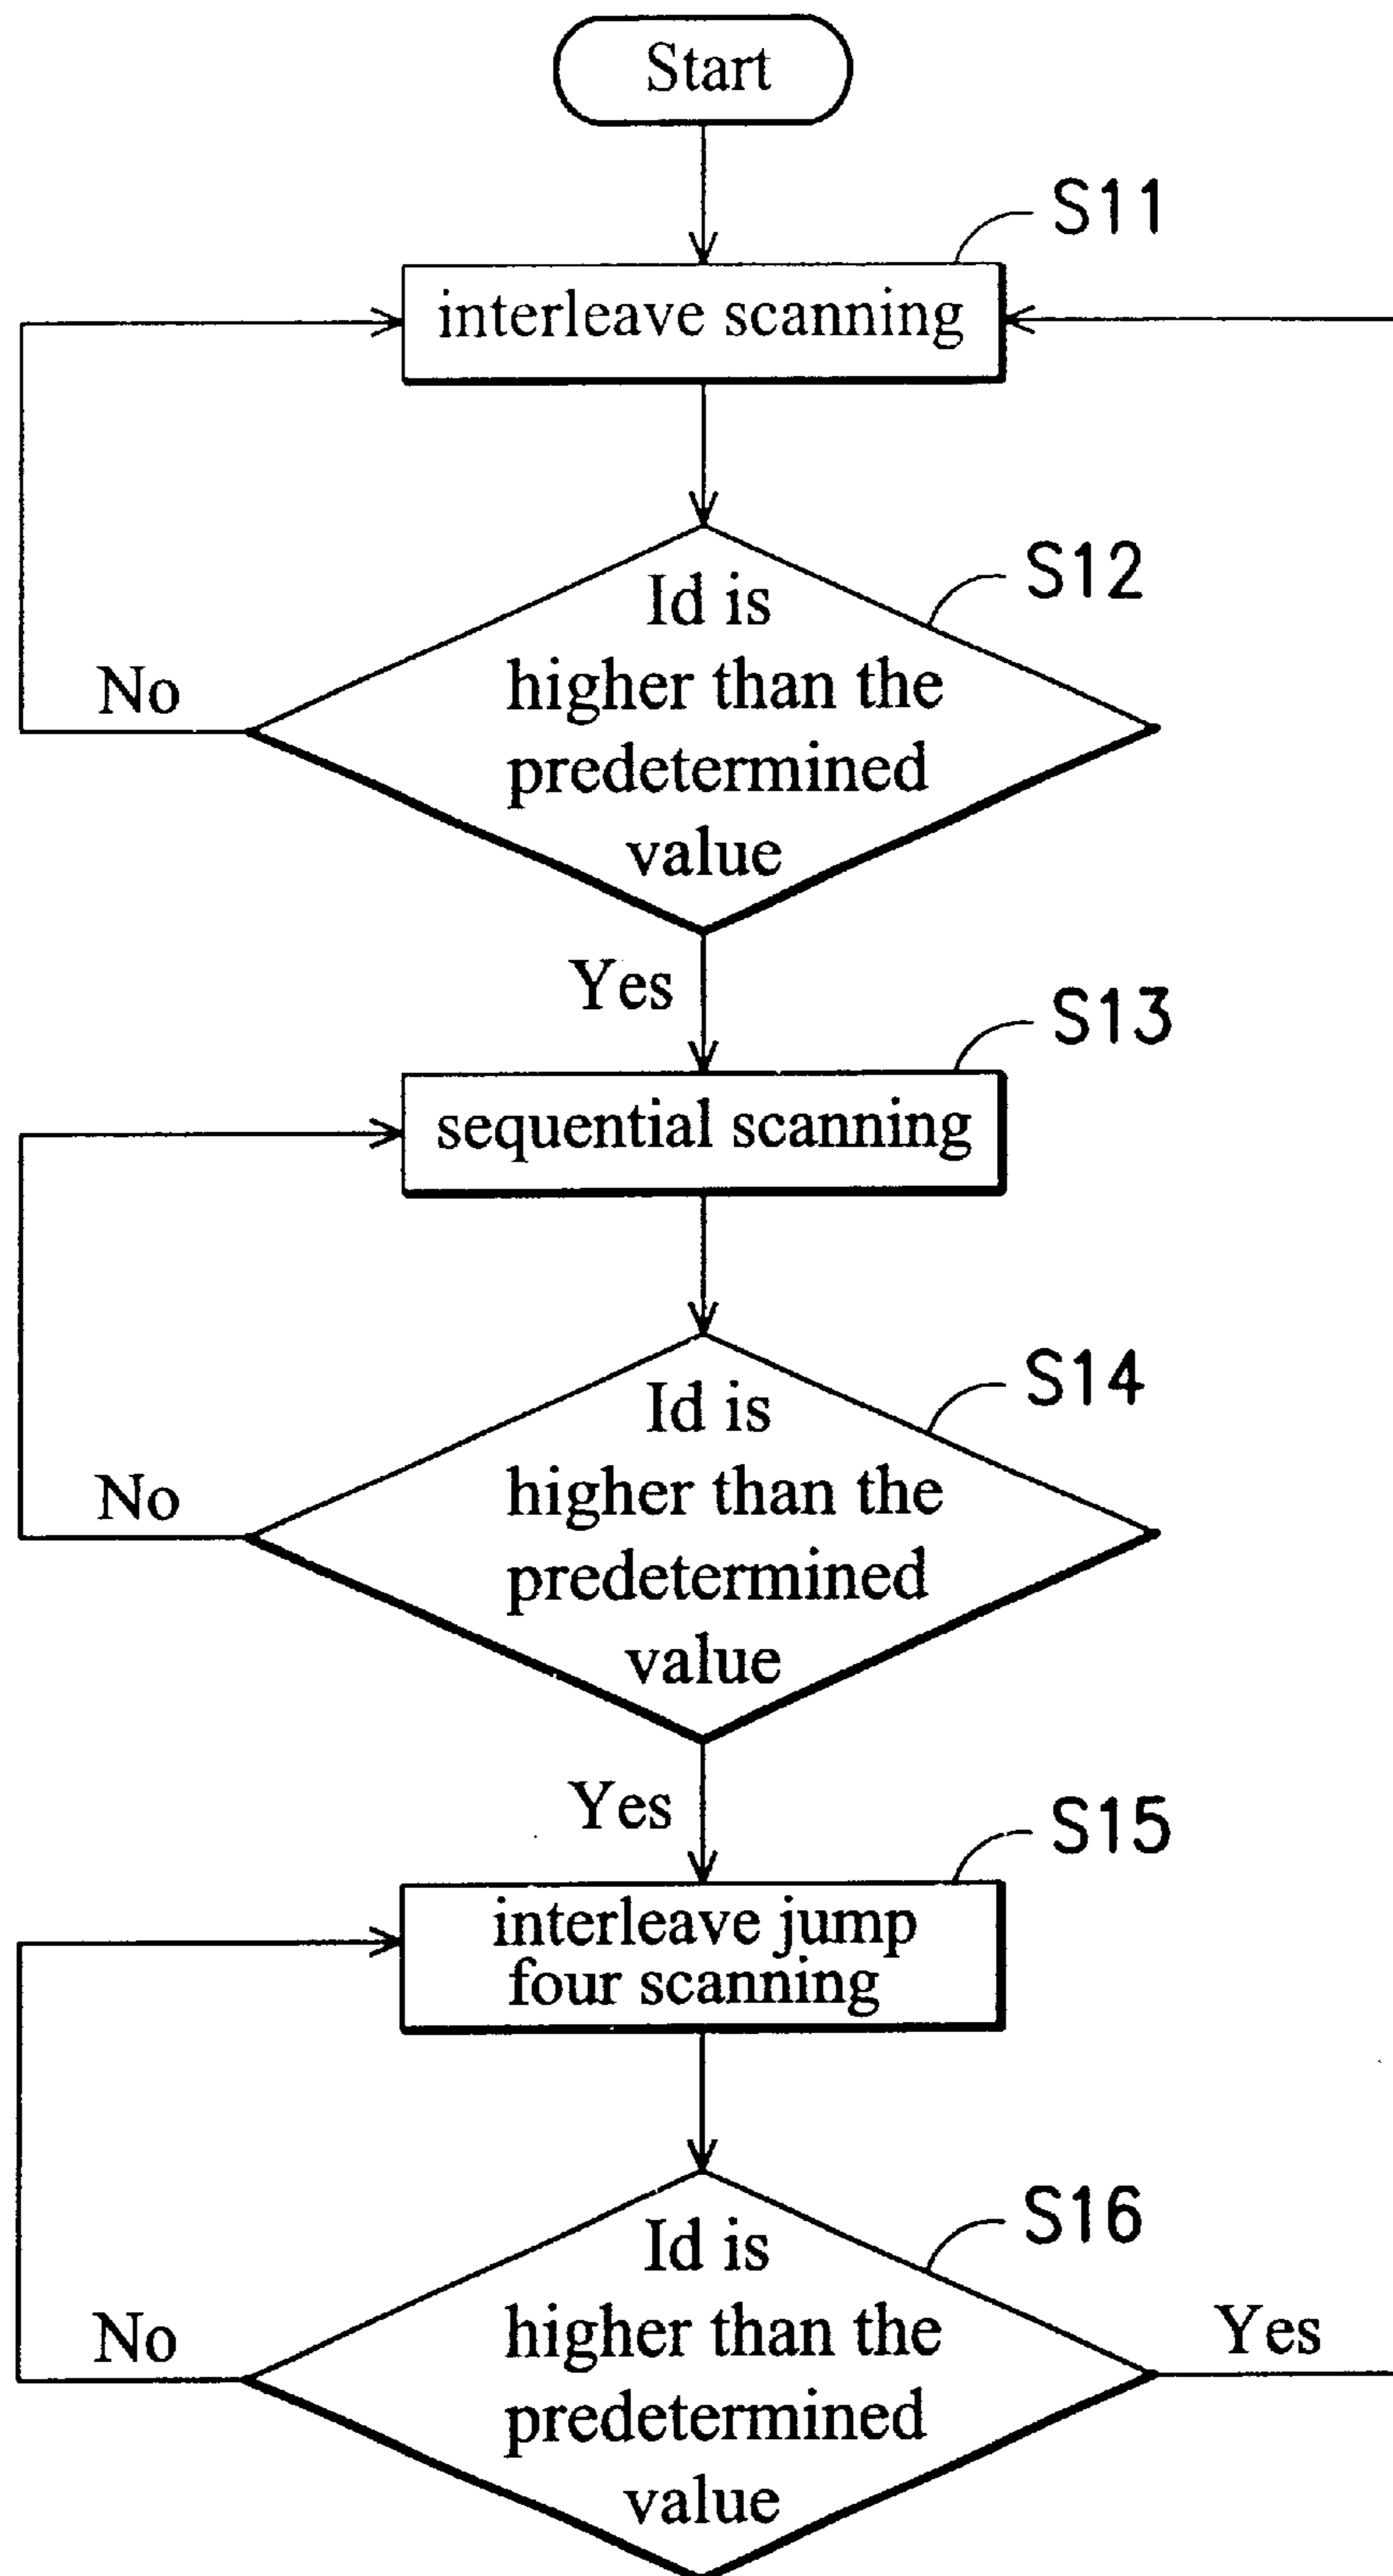 Start
S11
interleave scanning
S12
Id is
higher than the
predetermined
value
No
Yes
S13
sequential scanning
S14
Id is
higher than the
predetermined
value
No
Yes
S15
interleave jump
four scanning
S16
Id is
higher than the
predetermined
value
No
Yes